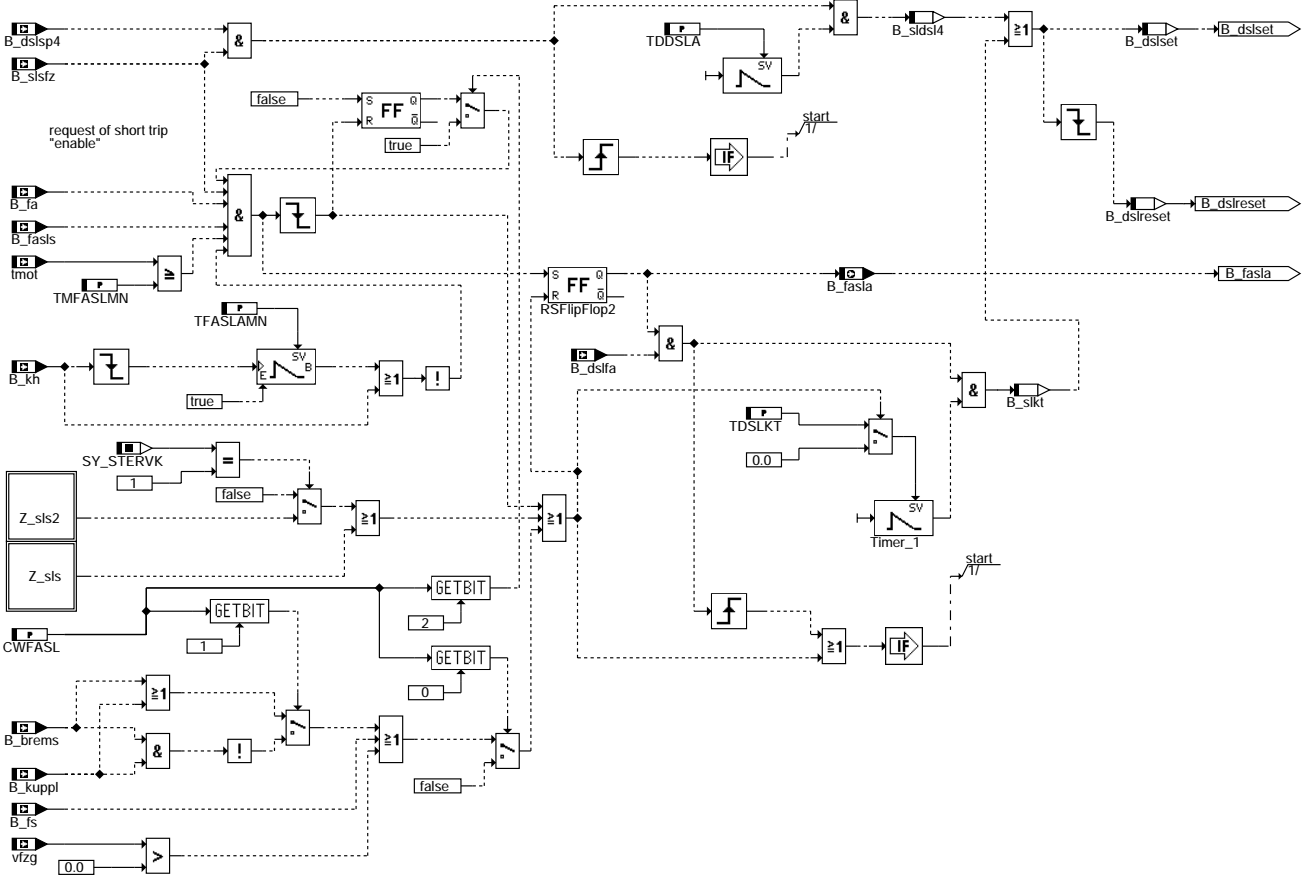 B_dslsp4
B_slsfz
&
TDDSLA
P
SV
&
B_sldsl4
≥1
B_dslset
B_dslset
false
S Q
FF
R Q
true
request of short trip
"enable"
IF
start
1/
B_dslreset
B_dslreset
B_fa
B_fasls
tmot
&
≥
P
TMFASLMN
S Q
FF
R Q
RSFlipFlop2
B_fasla
B_fasla
P
TFASLAMN
B_kh
SV
E
B
true
≥1
!
B_dslfa
&
&
B_slkt
P
TDSLKT
0.0
SV
Timer_1
SY_STERVK
1
=
false
Z_sls2
Z_sls
≥1
≥1
start
1/
P
CWFASL
GETBIT
1
GETBIT
2
GETBIT
0
≥1
IF
B_brems
≥1
&
!
B_kuppl
≥1
false
B_fs
vfzg
0.0
>